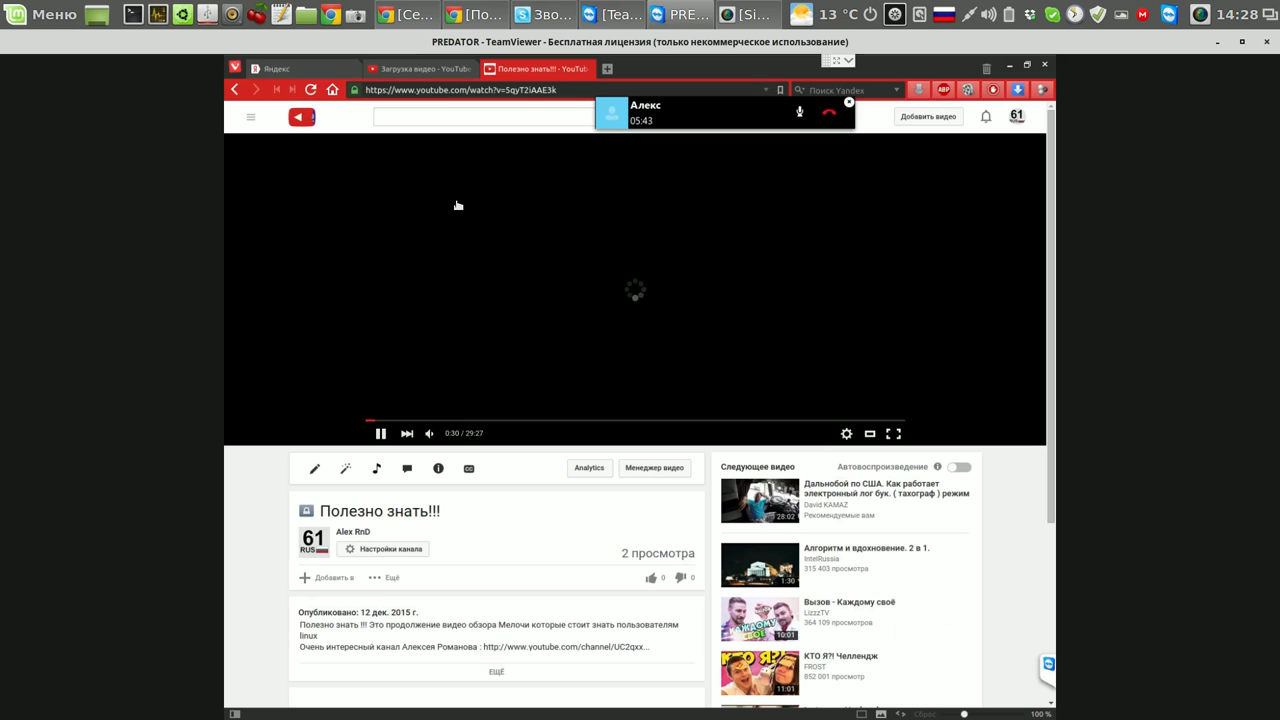 Меню
[Се...
[По...
Зво...
[Tea...
PRE...
[Si...
13 °C
14:28
PREDATOR - TeamViewer - Бесплатная лицензия (только некоммерческое использование)
Яндекс
Загрузка видео - YouTube
Полезно знать!!! - YouTub
https://www.youtube.com/watch?v=5qyT2iAAE3k
Поиск Yandex
ABP
Алекс
05:43
Добавить видео
61
0:30 / 29:27
Analytics
Менеджер видео
Следующее видео
Автовоспроизведение
Полезно знать!!!
61
RUS
Alex RnD
Настройки канала
2 просмотра
Добавить в
Ещё
0
0
Опубликовано: 12 дек. 2015 г.
Полезно знать !!! Это продолжение видео обзора Мелочи которые стоит знать пользователям
linux
Очень интересный канал Алексея Романова : http://www.youtube.com/channel/UC2qxx...
ЕЩЁ
Дальнобой по США. Как работает
электронный лог бук. ( тахограф ) режим
David KAMAZ
Рекомендуемые вам
28:02
Алгоритм и вдохновение. 2 в 1.
IntelRussia
315 403 просмотра
1:30
Вызов - Каждому своё
LizzzTV
364 109 просмотров
КАЖДОМУ
СВОЁ
10:01
КТО Я?! Челлендж
FROST
852 001 просмотр
КТО Я?!
11:01
Сброс
100 %